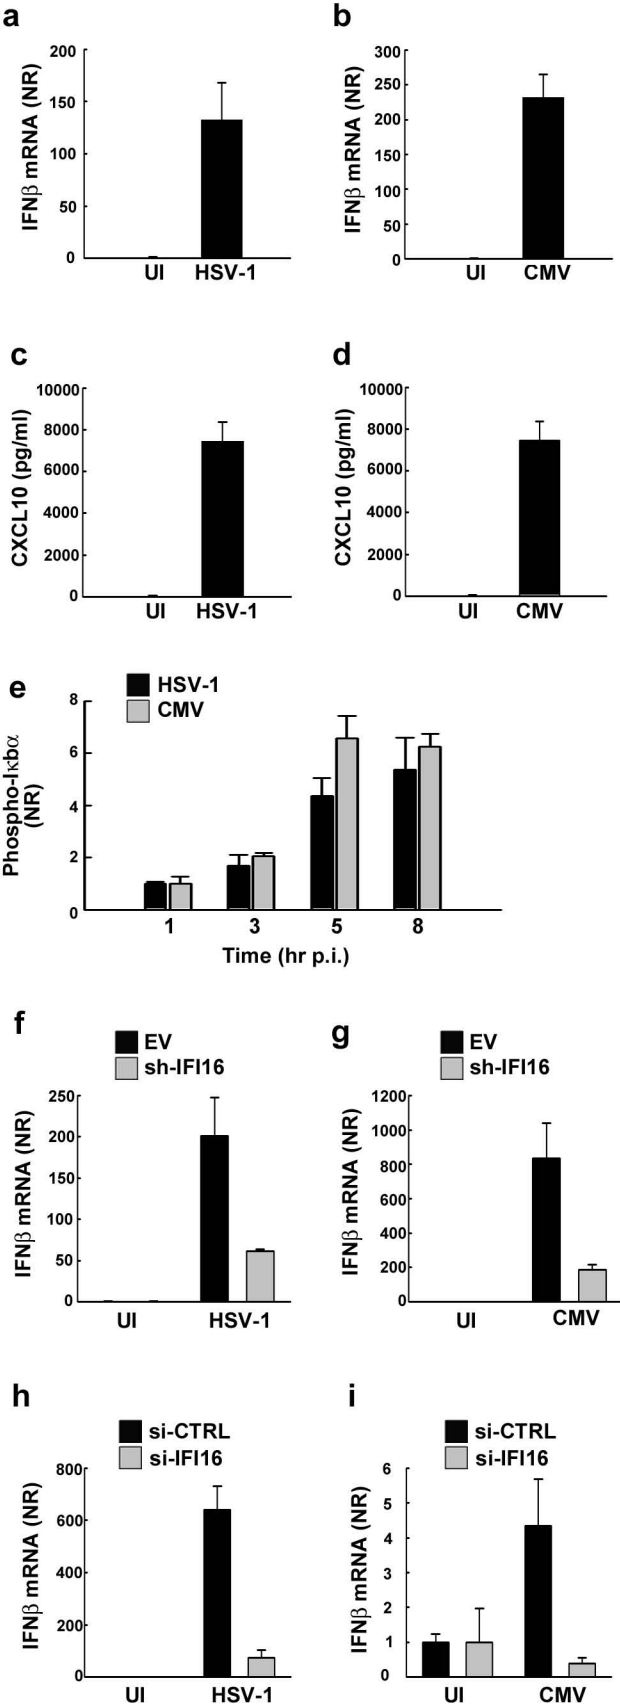 a
200
150
100
50
0
IFNβ mRNA (NR)
UI HSV-1
b
300
250
200
150
100
50
0
IFNβ mRNA (NR)
UI CMV
c
10000
8000
6000
4000
2000
0
CXCL10 (pg/ml)
UI HSV-1
d
10000
8000
6000
4000
2000
0
CXCL10 (pg/ml)
UI CMV
e
HSV-1
CMV
8
6
4
2
0
Phospho-Iκbα
(NR)
1 3 5 8
Time (hr p.i.)
f
EV
sh-IFI16
250
200
150
100
50
0
IFNβ mRNA (NR)
UI HSV-1
g
EV
sh-IFI16
1200
1000
800
600
400
200
0
IFNβ mRNA (NR)
UI CMV
h
si-CTRL
si-IFI16
800
600
400
200
0
IFNβ mRNA (NR)
UI HSV-1
i
si-CTRL
si-IFI16
6
5
4
3
2
1
0
IFNβ mRNA (NR)
UI CMV